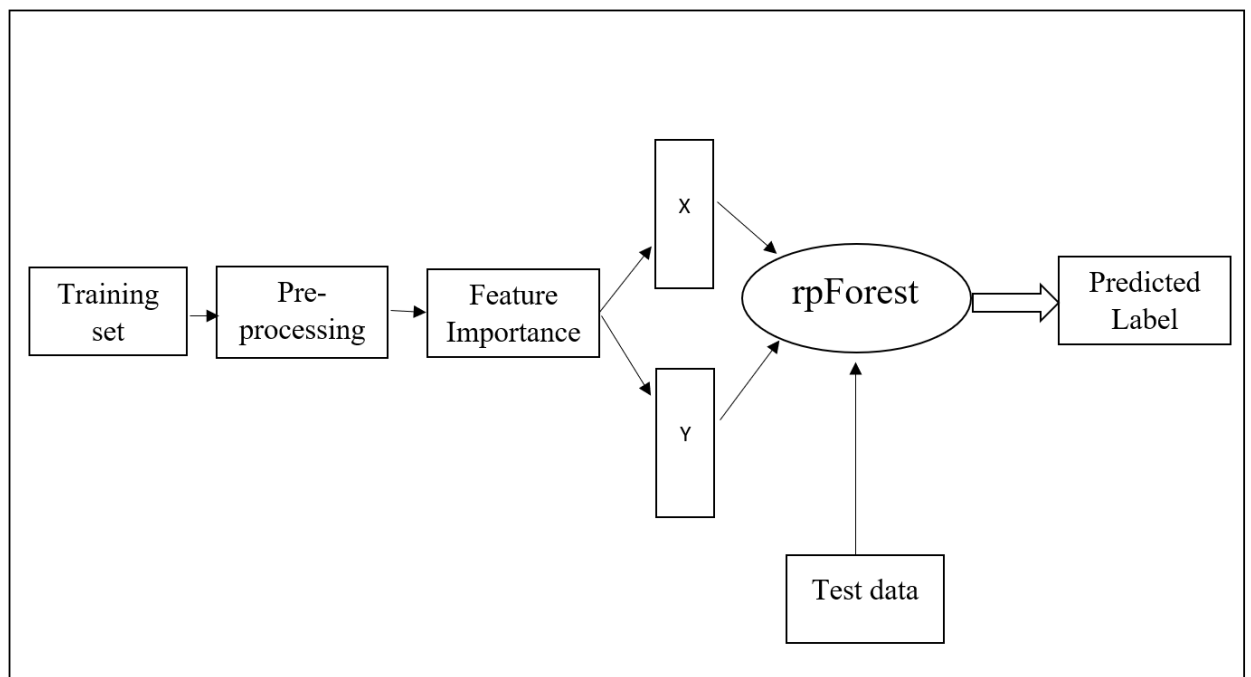 Training
set
Pre-
processing
Feature
Importance
X
Y
rpForest
Test data
Predicted
Label